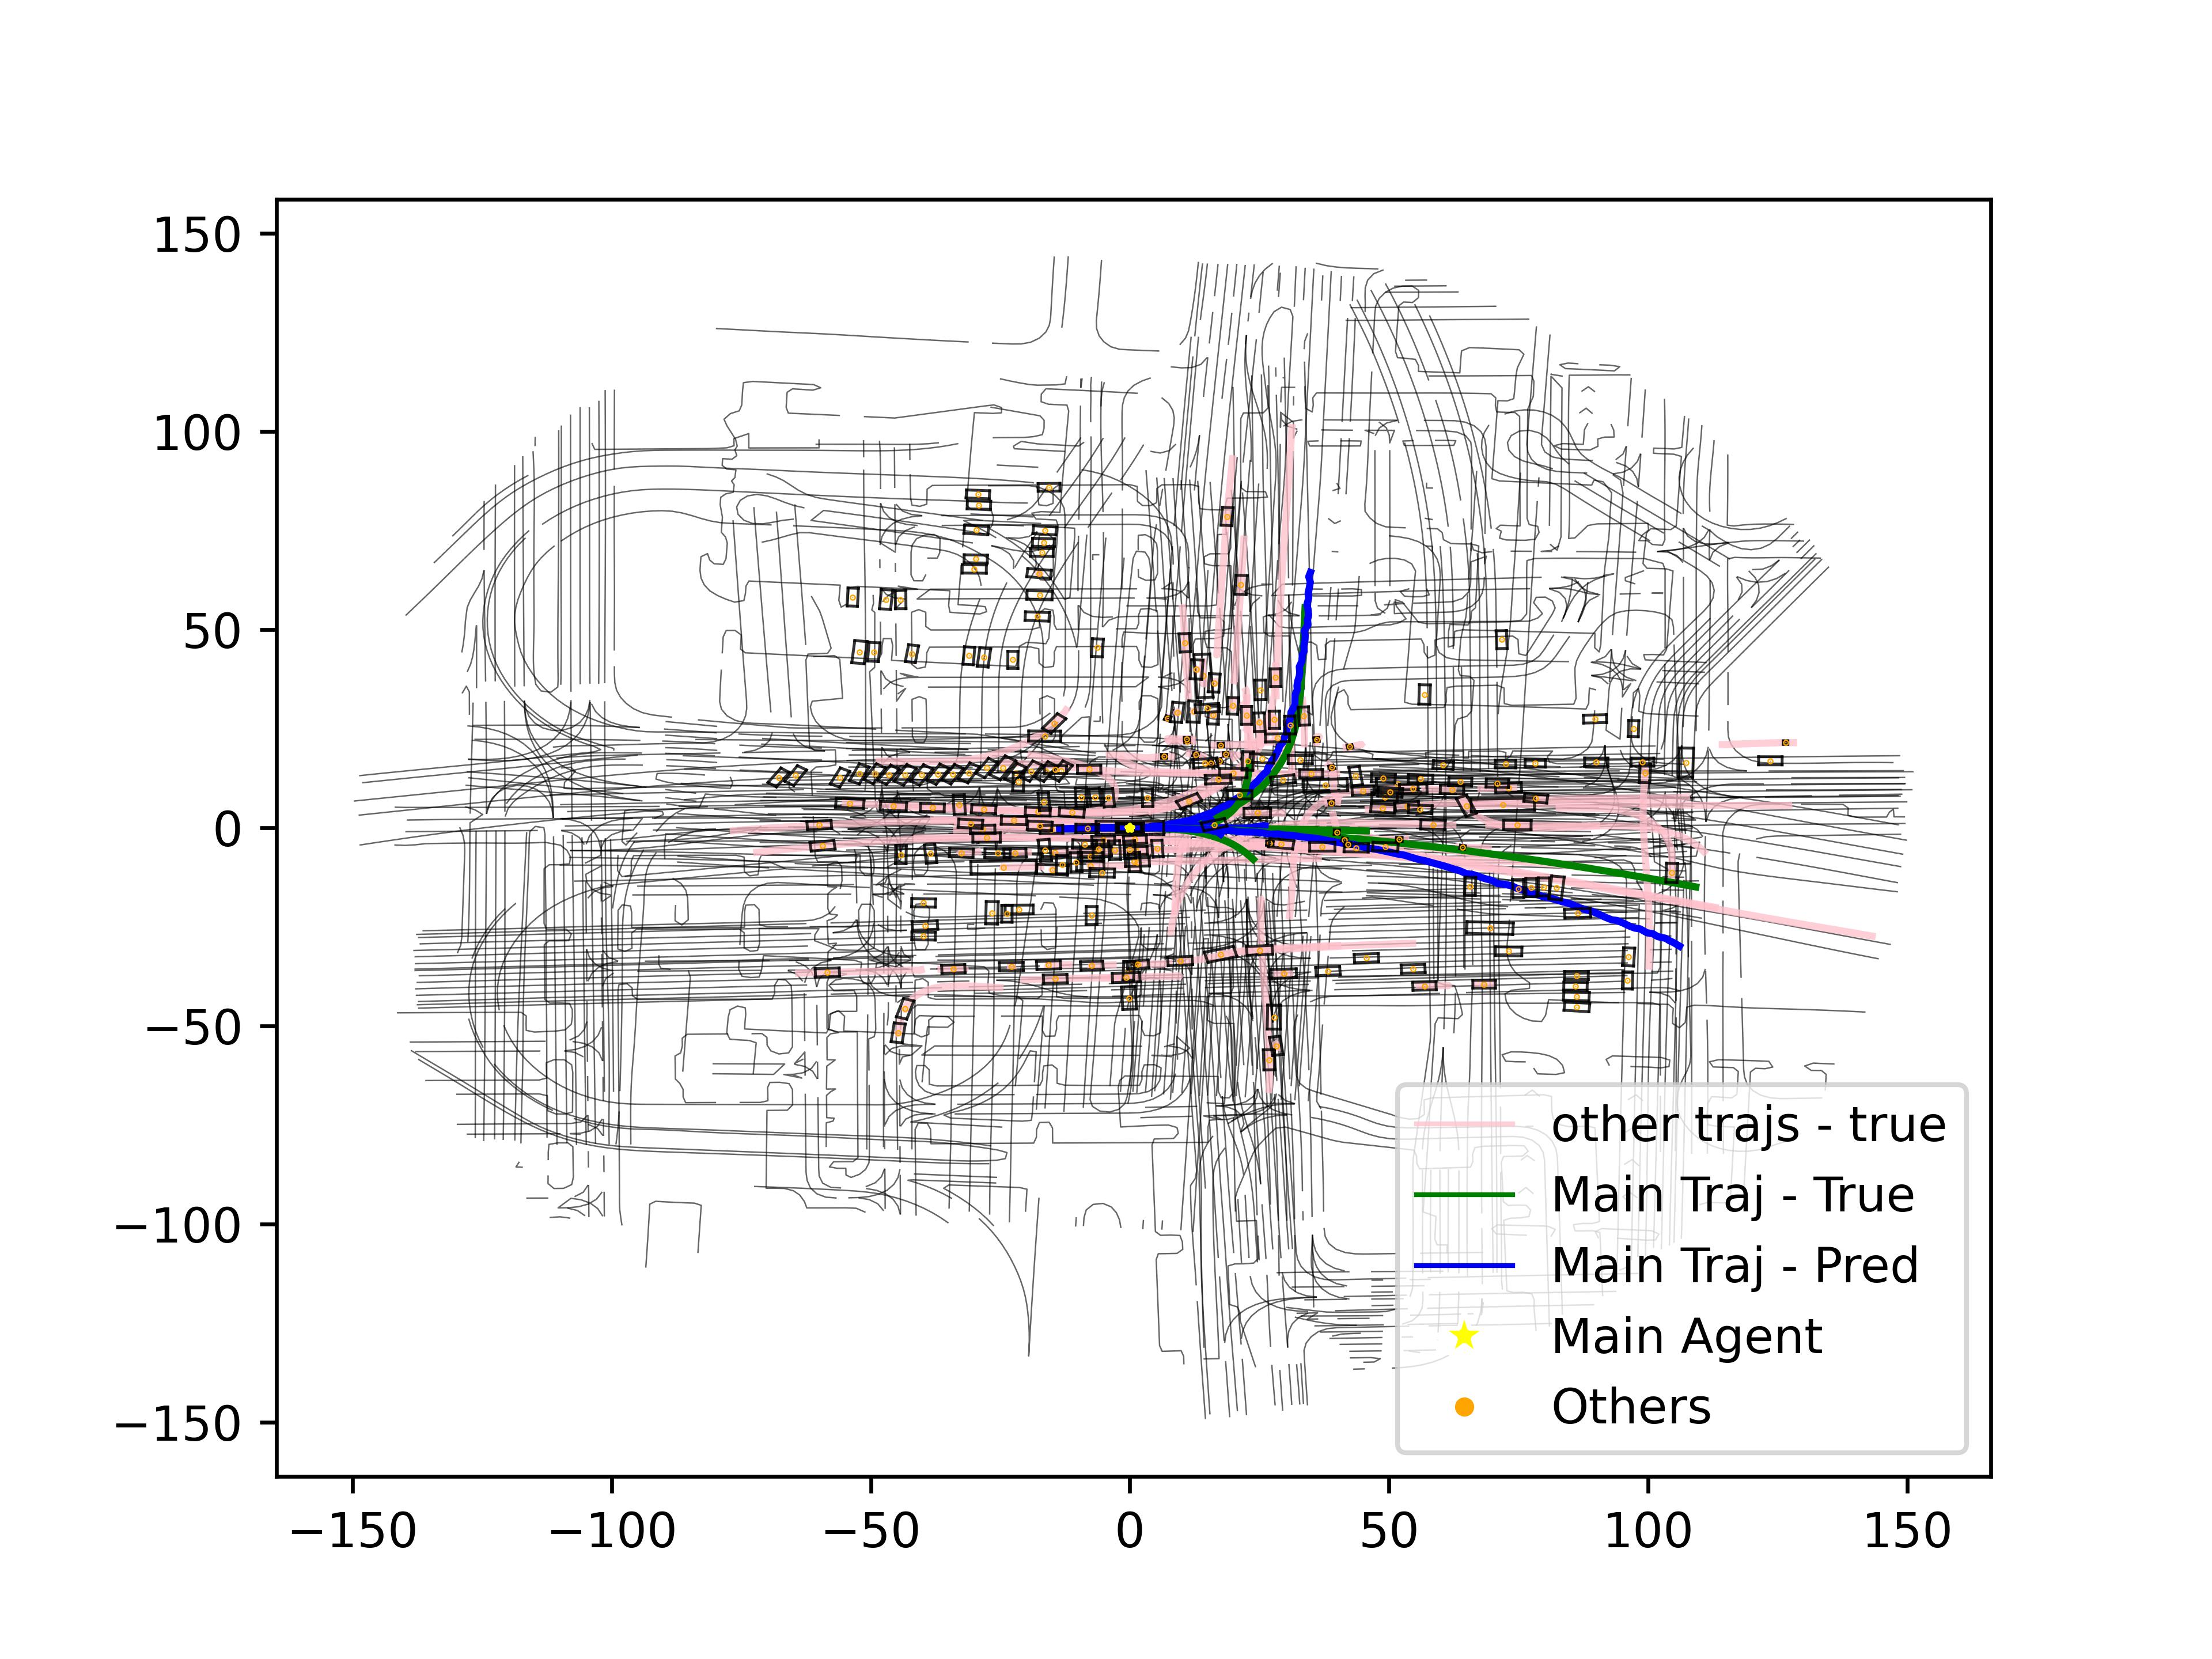 150
100
50
0
−50
−100
−150
−150
−100
−50
0
50
100
150
other trajs - true
Main Traj - True
Main Traj - Pred
Main Agent
Others